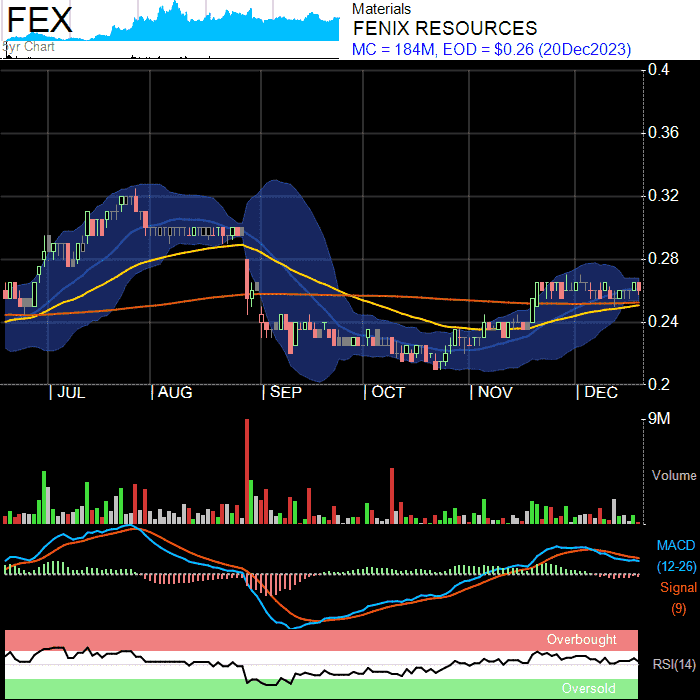 FEX
5yr Chart
Materials
FENIX RESOURCES
MC = 184M, EOD = $0.26 (20Dec2023)
0.4
0.36
0.32
0.28
0.24
0.2
JUL AUG SEP OCT NOV DEC
9M
Volume
MACD
(12-26)
Signal
(9)
Overbought
RSI(14)
Oversold